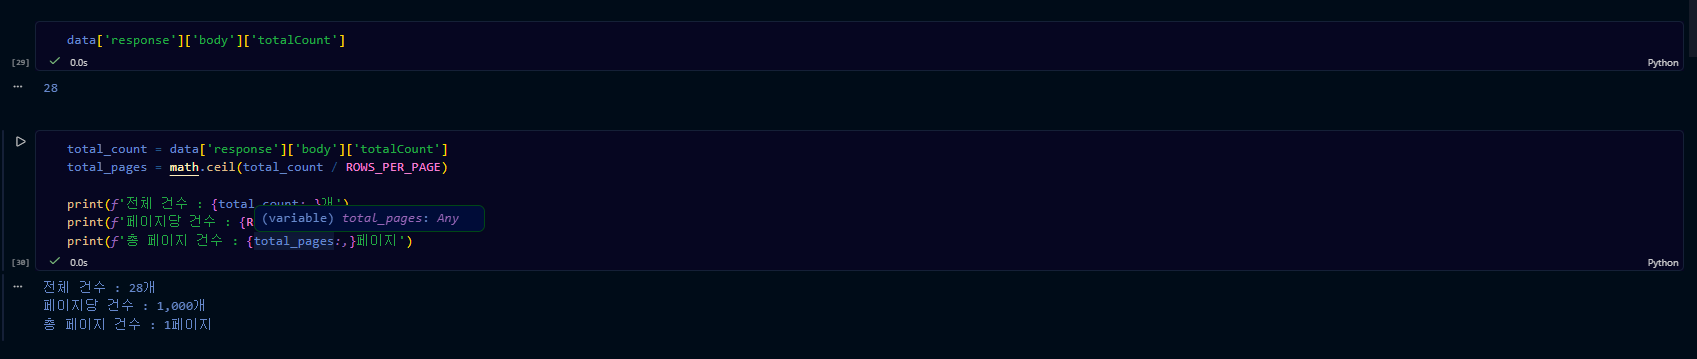 data['response']['body']['totalCount']
[29] 0.0s Python
28
total_count = data['response']['body']['totalCount']
total_pages = math.ceil(total_count / ROWS_PER_PAGE)
print(f'전체 건수 : {total_count:,}개')
print(f'페이지당 건수 : {R
(variable) total_pages: Any
print(f'총 페이지 건수 : {total_pages:,}페이지')
[30] 0.0s Python
전체 건수 : 28개
페이지당 건수 : 1,000개
총 페이지 건수 : 1페이지